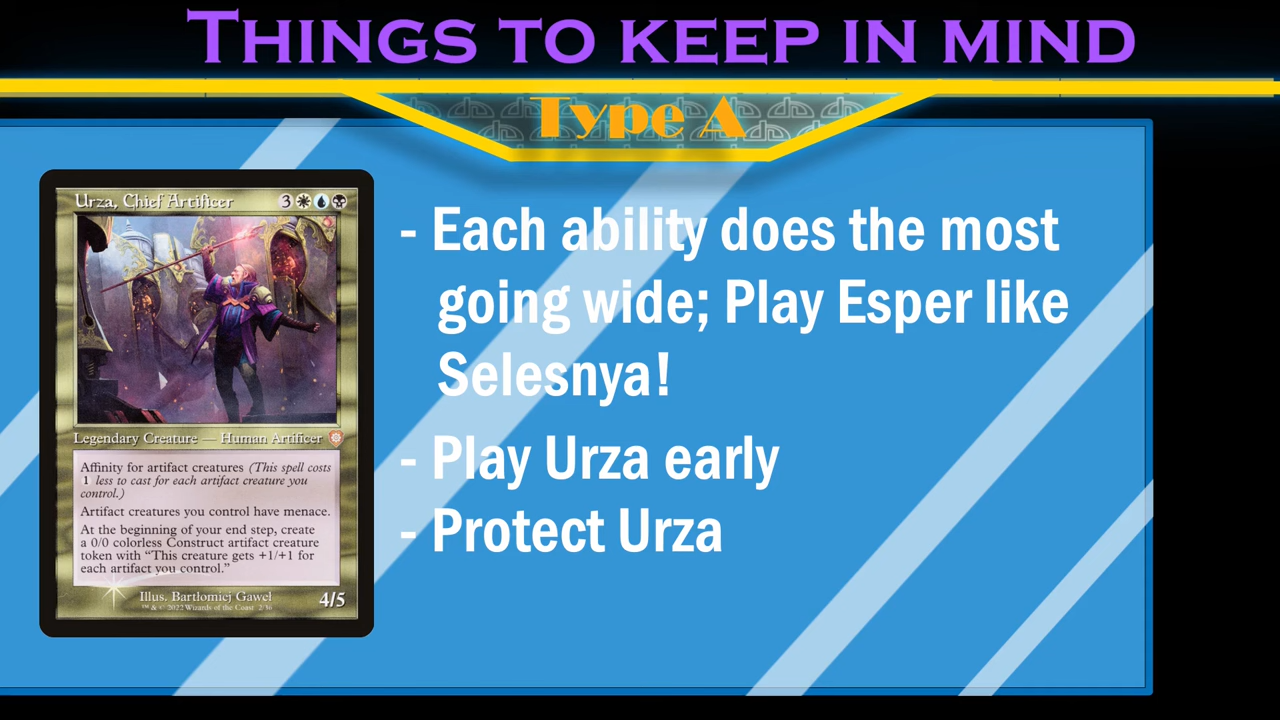 THINGS TO KEEP IN MIND
Type A
Urza, Chief Artificer 3
- Each ability does the most
going wide; Play Esper like
Selesnya!
- Play Urza early
- Protect Urza
Legendary Creature — Human Artificer
Affinity for artifact creatures (This spell costs
1 less to cast for each artifact creature you
control.)
Artifact creatures you control have menace.
At the beginning of your end step, create
a 0/0 colorless Construct artifact creature
token with “This creature gets +1/+1 for
each artifact you control.”
Illus. Bartłomiej Gaweł
™ & © 2022 Wizards of the Coast 2/36
4/5